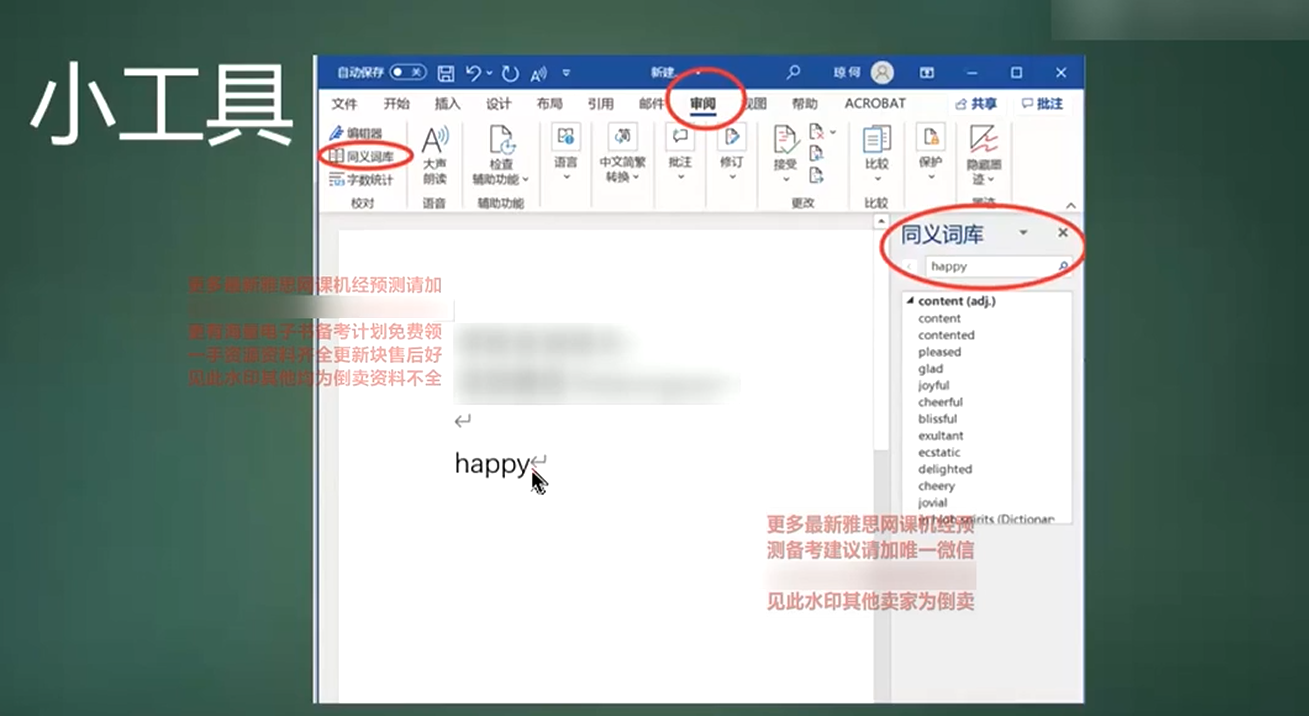 小工具
自动保存 关
新建
琼 何
文件 开始 插入 设计 布局 引用 邮件 审阅 视图 帮助 ACROBAT 共享 批注
编辑器
同义词库
字数统计
校对
大声
朗读
语音
检查
辅助功能
辅助功能
语言
中文简繁
转换
批注
修订
接受
更改
比较
比较
保护
隐藏墨
迹
墨迹
同义词库
happy
content (adj.)
content
contented
pleased
glad
joyful
cheerful
blissful
exultant
ecstatic
delighted
cheery
jovial
in high spirits (Dictionar
更多最新雅思网课机经预测请加
更有海量电子书备考计划免费领
一手资源资料齐全更新块售后好
见此水印其他均为倒卖资料不全
happy
更多最新雅思网课机经预
测备考建议请加唯一微信
见此水印其他卖家为倒卖